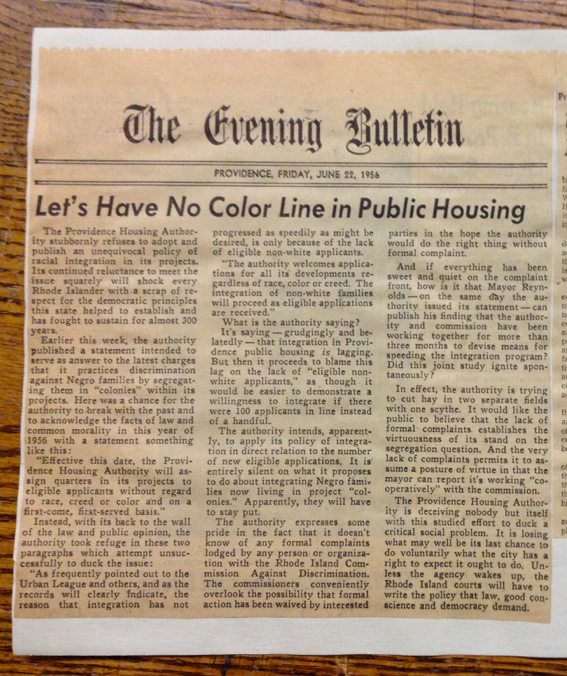 The Evening Bulletin
PROVIDENCE, FRIDAY, JUNE 22, 1956
Let's Have No Color Line in Public Housing
The Providence Housing Author-
ity stubbornly refuses to adopt and
publish an unequivocal policy of
racial integration in its projects.
Its continued reluctance to meet the
issue squarely will shock every
Rhode Islander with a scrap of re-
spect for the democratic principles
this state helped to establish and
has fought to sustain for almost 300
years.
Earlier this week, the authority
published a statement intended to
serve as answer to the latest charges
that it practices discrimination
against Negro families by segregat-
ing them in "colonies" within its
projects. Here was a chance for the
authority to break with the past and
to acknowledge the facts of law and
common morality in this year of
1956 with a statement something
like this:
"Effective this date, the Provi-
dence Housing Authority will as-
sign quarters in its projects to
eligible applicants without regard
to race, creed or color and on a
first-come, first-served basis."
Instead, with its back to the wall
of the law and public opinion, the
authority took refuge in these two
paragraphs which attempt unsuc-
cessfully to duck the issue:
"As frequently pointed out to the
Urban League and others, and as the
records will clearly indicate, the
reason that integration has not
progressed as speedily as might be
desired, is only because of the lack
of eligible non-white applicants.
"The authority welcomes applica-
tions for all its developments re-
gardless of race, color or creed. The
integration of non-white families
will proceed as eligible applications
are received."
What is the authority saying?
It's saying—grudgingly and be-
latedly—that integration in Provi-
dence public housing is lagging.
But then it proceeds to blame this
lag on the lack of "eligible non-
white applicants," as though it
would be easier to demonstrate a
willingness to integrate if there
were 100 applicants in line instead
of a handful.
The authority intends, apparent-
ly, to apply its policy of integra-
tion in direct relation to the number
of new eligible applications. It is
entirely silent on what it proposes
to do about integrating Negro fami-
lies now living in project "col-
onies." Apparently, they will have
to stay put.
The authority expresses some
pride in the fact that it doesn't
know of any formal complaints
lodged by any person or organiza-
tion with the Rhode Island Com-
mission Against Discrimination.
The commissioners conveniently
overlook the possibility that formal
action has been waived by interested
parties in the hope the authority
would do the right thing without
formal complaint.
And if everything has been
sweet and quiet on the complaint
front, how is it that Mayor Reyn-
olds—on the same day the au-
thority issued its statement—can
publish his finding that the author-
ity and commission have been
working together for more than
three months to devise means for
speeding the integration program?
Did this joint study ignite spon-
taneously?
In effect, the authority is trying
to cut hay in two separate fields
with one scythe. It would like the
public to believe that the lack of
formal complaints establishes the
virtuousness of its stand on the
segregation question. And the very
lack of complaints permits it to as-
sume a posture of virtue in that the
mayor can report it's working "co-
operatively" with the commission.
The Providence Housing Author-
ity is deceiving nobody but itself
with this studied effort to duck a
critical social problem. It is losing
what may well be its last chance to
do voluntarily what the city has a
right to expect it ought to do. Un-
less the agency wakes up, the
Rhode Island courts will have to
write the policy that law, good con-
science and democracy demand.